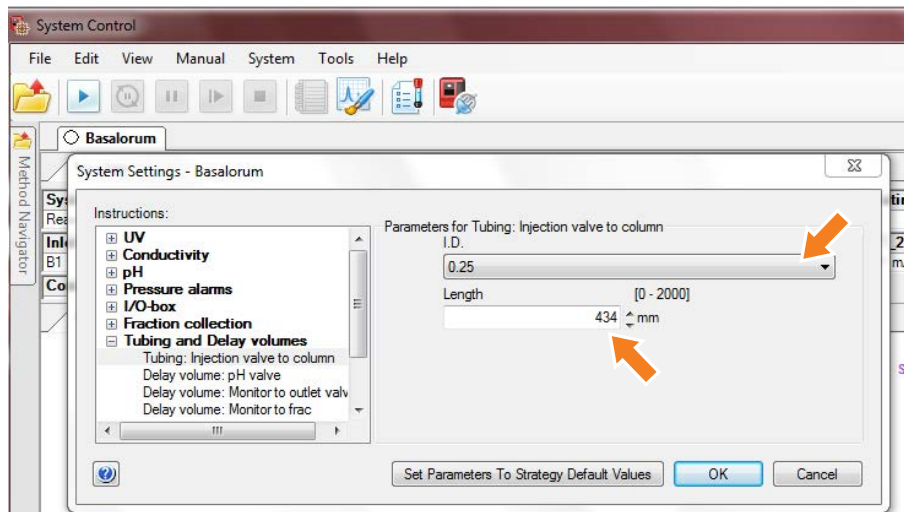 System Control
File Edit View Manual System Tools Help
Basalorum
Method Navigator
System Settings - Basalorum
Instructions:
UV
Conductivity
pH
Pressure alarms
I/O-box
Fraction collection
Tubing and Delay volumes
Tubing: Injection valve to column
Delay volume: pH valve
Delay volume: Monitor to outlet valv
Delay volume: Monitor to frac
Parameters for Tubing: Injection valve to column
I.D.
0.25
Length [0 - 2000]
434 mm
B1
Set Parameters To Strategy Default Values OK Cancel